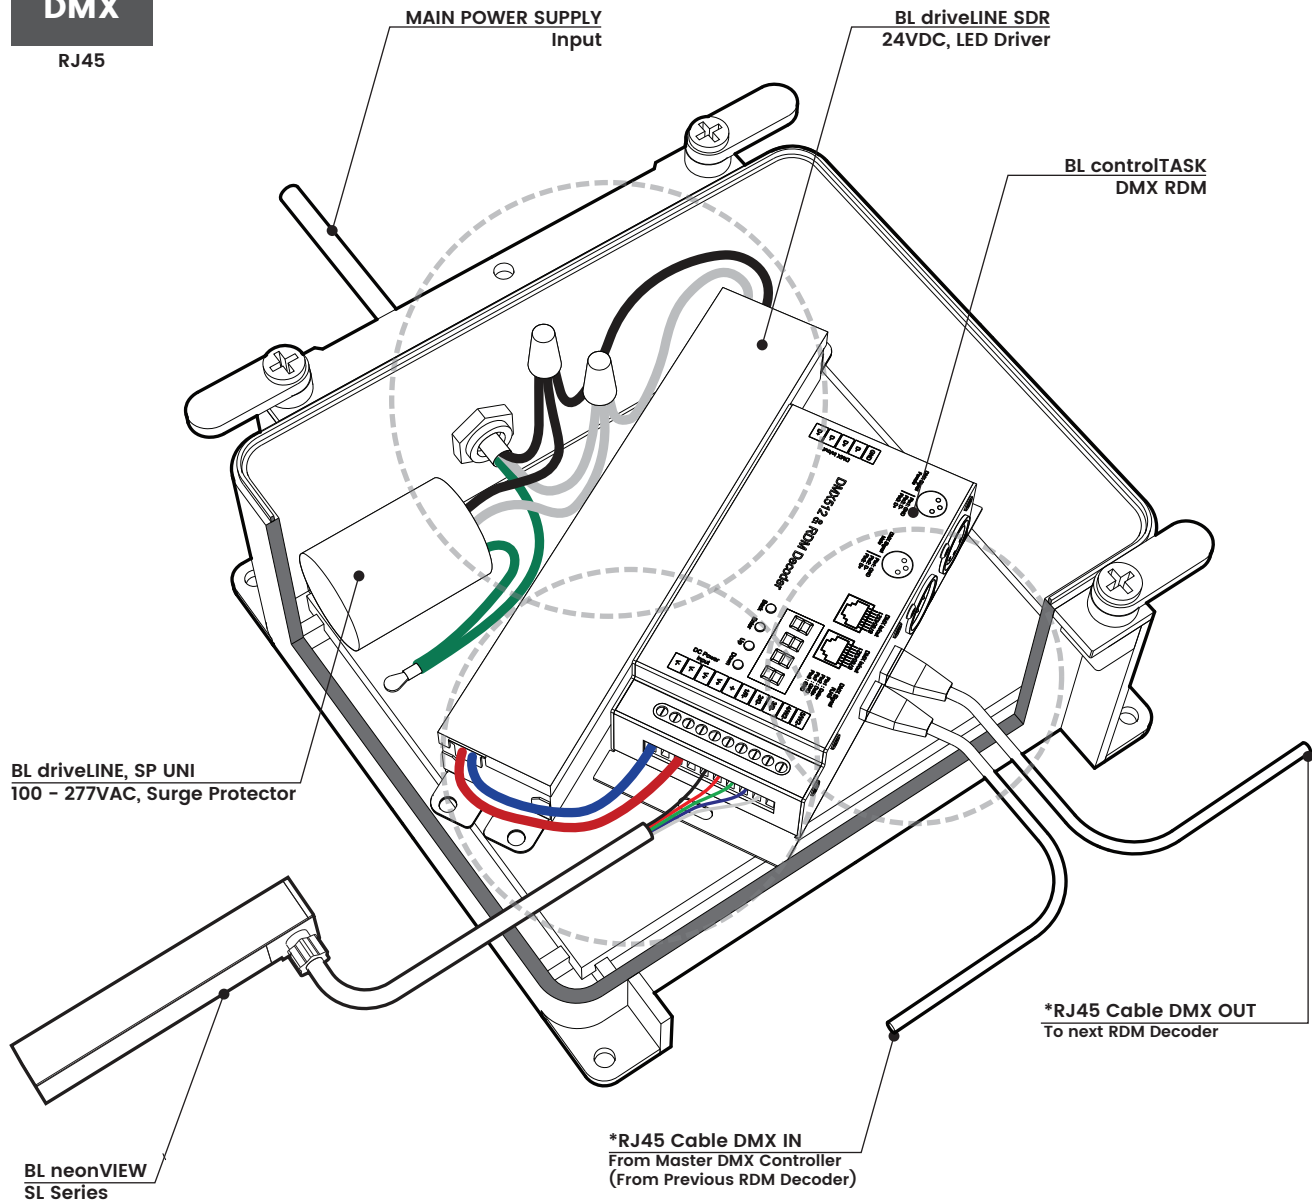 DMX
RJ45
MAIN POWER SUPPLY
Input
BL driveLINE SDR
24VDC, LED Driver
BL controlTASK
DMX RDM
DMX512 & RDM Decoder
DC Power
Input
BL driveLINE, SP UNI
100 - 277VAC, Surge Protector
*RJ45 Cable DMX OUT
To next RDM Decoder
*RJ45 Cable DMX IN
From Master DMX Controller
(From Previous RDM Decoder)
BL neonVIEW
SL Series